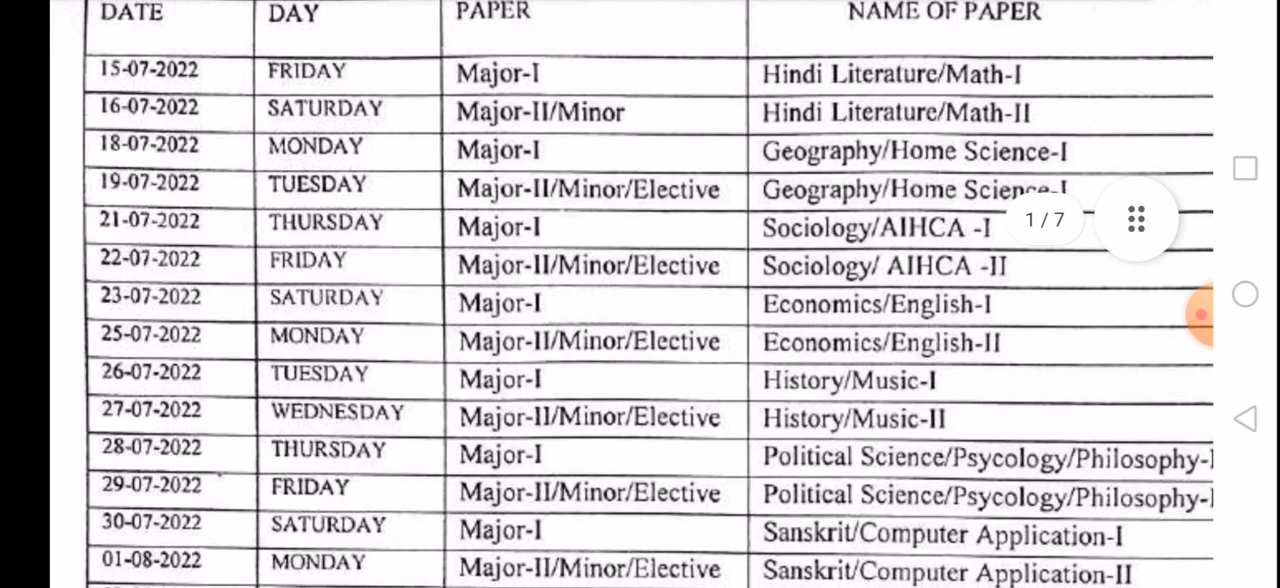 DATE DAY PAPER NAME OF PAPER
15-07-2022 FRIDAY Major-I Hindi Literature/Math-I
16-07-2022 SATURDAY Major-II/Minor Hindi Literature/Math-II
18-07-2022 MONDAY Major-I Geography/Home Science-I
19-07-2022 TUESDAY Major-II/Minor/Elective Geography/Home Science-I
21-07-2022 THURSDAY Major-I Sociology/AIHCA -I 1/7
22-07-2022 FRIDAY Major-II/Minor/Elective Sociology/ AIHCA -II
23-07-2022 SATURDAY Major-I Economics/English-I
25-07-2022 MONDAY Major-II/Minor/Elective Economics/English-II
26-07-2022 TUESDAY Major-I History/Music-I
27-07-2022 WEDNESDAY Major-II/Minor/Elective History/Music-II
28-07-2022 THURSDAY Major-I Political Science/Psycology/Philosophy-I
29-07-2022 FRIDAY Major-II/Minor/Elective Political Science/Psycology/Philosophy-I
30-07-2022 SATURDAY Major-I Sanskrit/Computer Application-I
01-08-2022 MONDAY Major-II/Minor/Elective Sanskrit/Computer Application-II